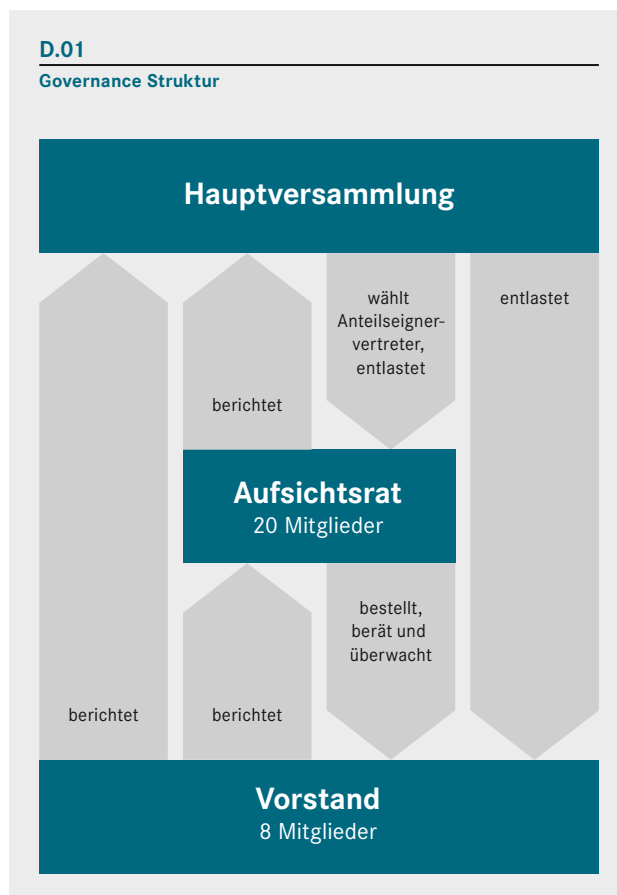 D.01
Governance Struktur
Hauptversammlung
wählt
Anteilseigner-
vertreter,
entlastet
entlastet
berichtet
Aufsichtsrat
20 Mitglieder
bestellt,
berät und
überwacht
berichtet
berichtet
Vorstand
8 Mitglieder